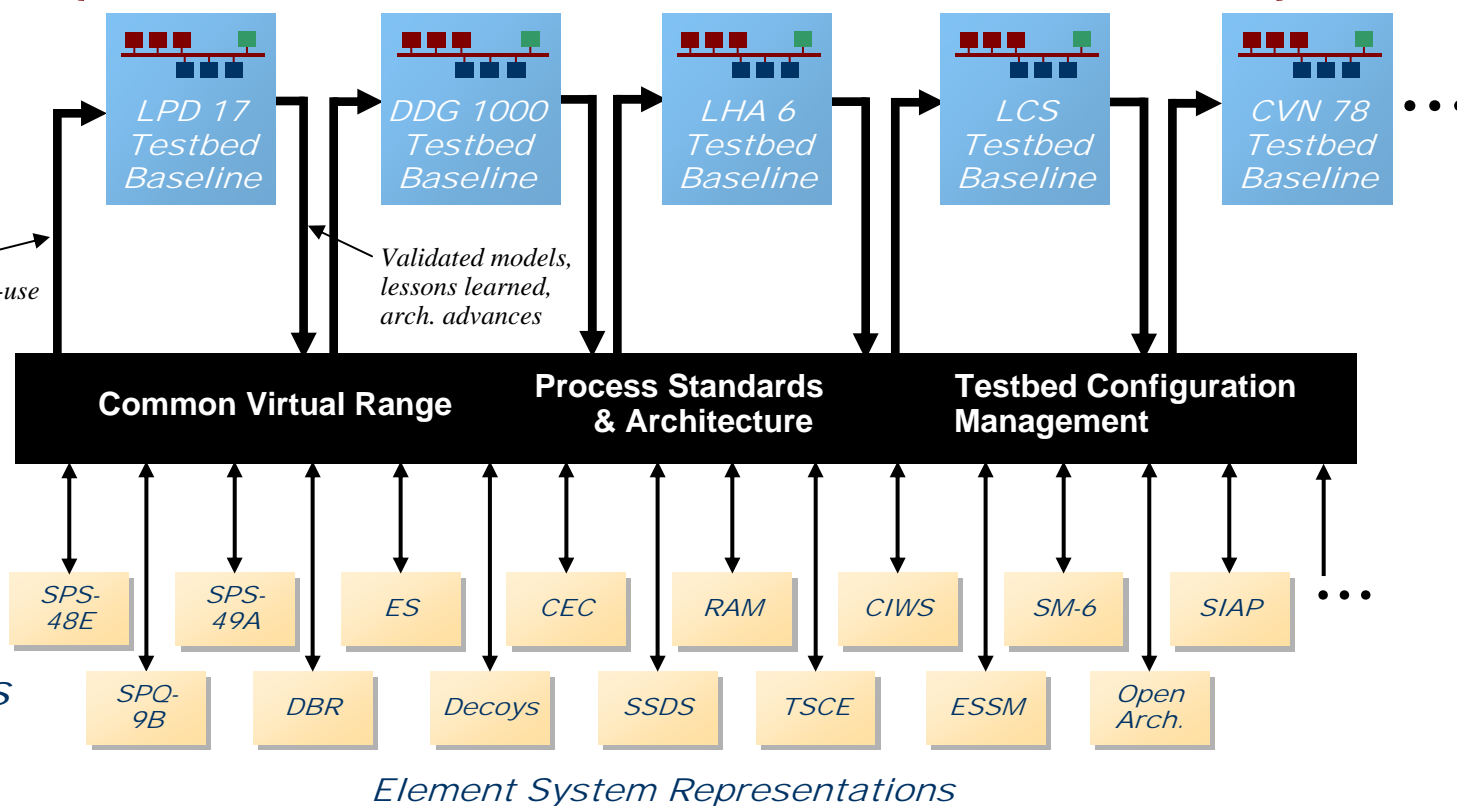 LPD 17
Testbed
Baseline
DDG 1000
Testbed
Baseline
LHA 6
Testbed
Baseline
LCS
Testbed
Baseline
CVN 78
Testbed
Baseline
...
-use
Validated models,
lessons learned,
arch. advances
Common Virtual Range
Process Standards
& Architecture
Testbed Configuration
Management
SPS-
48E
SPS-
49A
ES
CEC
RAM
CIWS
SM-6
SIAP
...
s
SPQ-
9B
DBR
Decoys
SSDS
TSCE
ESSM
Open
Arch.
Element System Representations